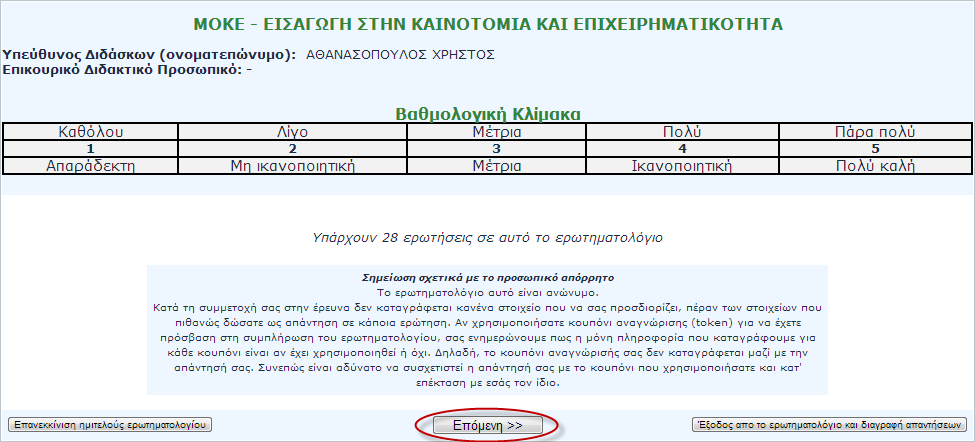 ΜΟΚΕ - ΕΙΣΑΓΩΓΗ ΣΤΗΝ ΚΑΙΝΟΤΟΜΙΑ ΚΑΙ ΕΠΙΧΕΙΡΗΜΑΤΙΚΟΤΗΤΑ
Υπεύθυνος Διδάσκων (ονοματεπώνυμο): ΑΘΑΝΑΣΟΠΟΥΛΟΣ ΧΡΗΣΤΟΣ
Επικουρικό Διδακτικό Προσωπικό: -
Βαθμολογική Κλίμακα
Καθόλου Λίγο Μέτρια Πολύ Πάρα πολύ
1 2 3 4 5
Απαράδεκτη Μη ικανοποιητική Μέτρια Ικανοποιητική Πολύ καλή
Υπάρχουν 28 ερωτήσεις σε αυτό το ερωτηματολόγιο
Σημείωση σχετικά με το προσωπικό απόρρητο
Το ερωτηματολόγιο αυτό είναι ανώνυμο.
Κατά τη συμμετοχή σας στην έρευνα δεν καταγράφεται κανένα στοιχείο που να σας προσδιορίζει, πέραν των στοιχείων που
πιθανώς δώσατε ως απάντηση σε κάποια ερώτηση. Αν χρησιμοποιήσατε κουπόνι αναγνώρισης (token) για να έχετε
πρόσβαση στη συμπλήρωση του ερωτηματολογίου, σας ενημερώνουμε πως η μόνη πληροφορία που καταγράφουμε για
κάθε κουπόνι είναι αν έχει χρησιμοποιηθεί ή όχι. Δηλαδή, το κουπόνι αναγνώρισής σας δεν καταγράφεται μαζί με την
απάντησή σας. Συνεπώς είναι αδύνατο να συσχετιστεί η απάντησή σας με το κουπόνι που χρησιμοποιήσατε και κατ'
επέκταση με εσάς τον ίδιο.
Επανεκκίνιση ημιτελούς ερωτηματολογίου Επόμενη >> Έξοδος απο το ερωτηματολόγιο και διαγραφή απαντήσεων